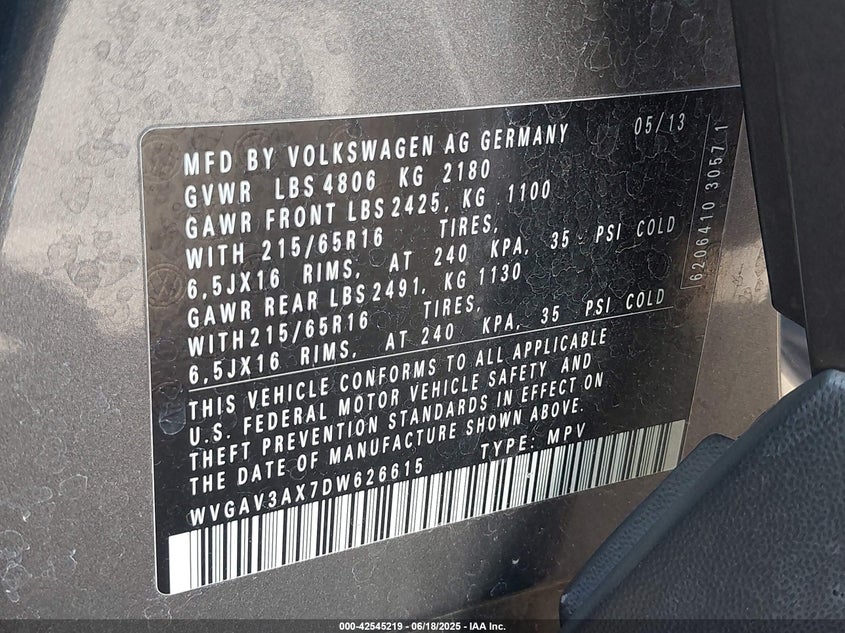 MFD BY VOLKSWAGEN AG GERMANY 05/13
GVWR LBS 4806 KG 2180
GAWR FRONT LBS 2425, KG 1100
WITH 215/65R16 TIRES,
6,5JX16 RIMS, AT 240 KPA, 35 PSI COLD
GAWR REAR LBS 2491, KG 1130
WITH 215/65R16 TIRES,
6,5JX16 RIMS, AT 240 KPA, 35 PSI COLD
THIS VEHICLE CONFORMS TO ALL APPLICABLE
U.S. FEDERAL MOTOR VEHICLE SAFETY AND
THEFT PREVENTION STANDARDS IN EFFECT ON
THE DATE OF MANUFACTURE SHOWN ABOVE.
WVGAV3AX7DW626615 TYPE: MPV
6206410 3057 1
000-42545219 - 06/18/2025 - IAA Inc.